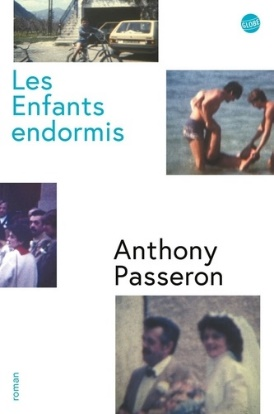 GLOBE
Les
Enfants
endormis
Anthony
Passeron
roman